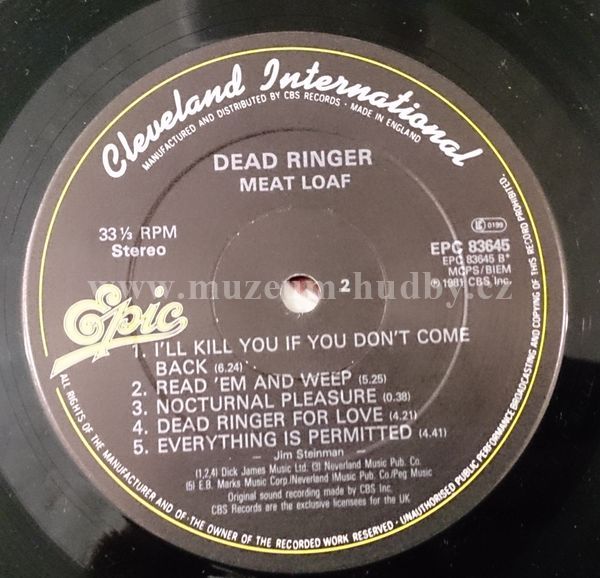 Cleveland International
MANUFACTURED AND DISTRIBUTED BY CBS RECORDS · MADE IN ENGLAND
DEAD RINGER
MEAT LOAF
33 ⅓ RPM
Stereo
LC 0199
EPC 83645
EPC 83645 B*
MCPS/BIEM
℗ 1981 CBS Inc.
2
www.muzeum-hudby.cz
Epic
1. I'LL KILL YOU IF YOU DON'T COME
BACK (6.24)
2. READ 'EM AND WEEP (5.25)
3. NOCTURNAL PLEASURE (0.38)
4. DEAD RINGER FOR LOVE (4.21)
5. EVERYTHING IS PERMITTED (4.41)
– Jim Steinman –
(1,2,4) Dick James Music Ltd. (3) Neverland Music Pub. Co.
(5) E.B. Marks Music Corp./Neverland Music Pub. Co./Peg Music
Original sound recording made by CBS Inc.
CBS Records are the exclusive licensees for the UK
ALL RIGHTS OF THE MANUFACTURER AND OF THE OWNER OF THE RECORDED WORK RESERVED · UNAUTHORISED PUBLIC PERFORMANCE BROADCASTING AND COPYING OF THIS RECORD PROHIBITED.